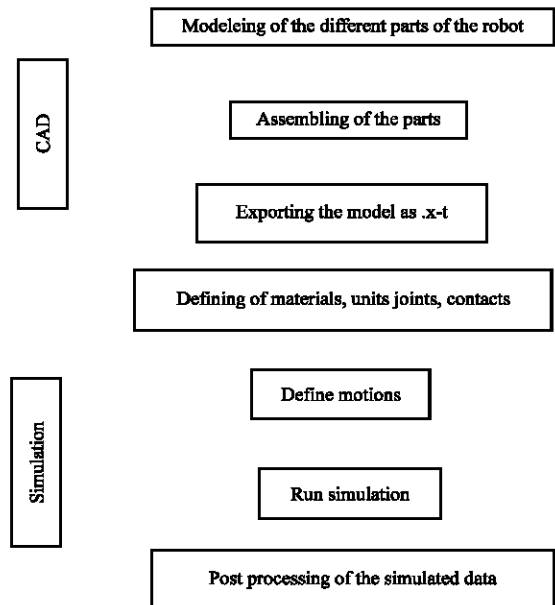 Modeleing of the different parts of the robot
CAD
Assembling of the parts
Exporting the model as .x-t
Defining of materials, units joints, contacts
Simulation
Define motions
Run simulation
Post processing of the simulated data